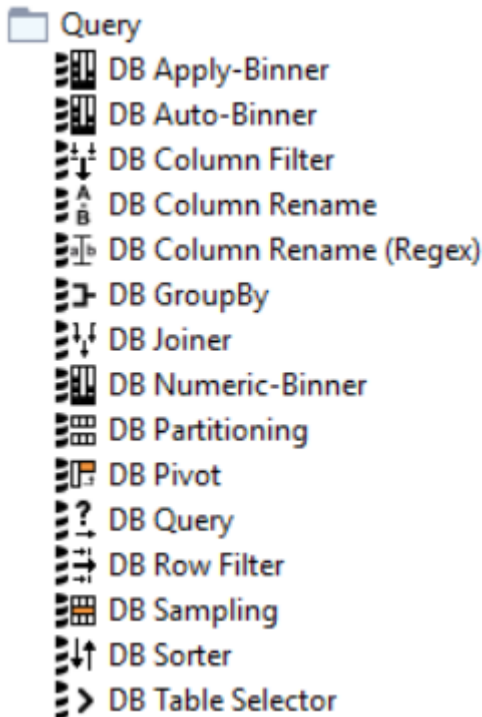 Query
DB Apply-Binner
DB Auto-Binner
DB Column Filter
DB Column Rename
DB Column Rename (Regex)
DB GroupBy
DB Joiner
DB Numeric-Binner
DB Partitioning
DB Pivot
DB Query
DB Row Filter
DB Sampling
DB Sorter
DB Table Selector